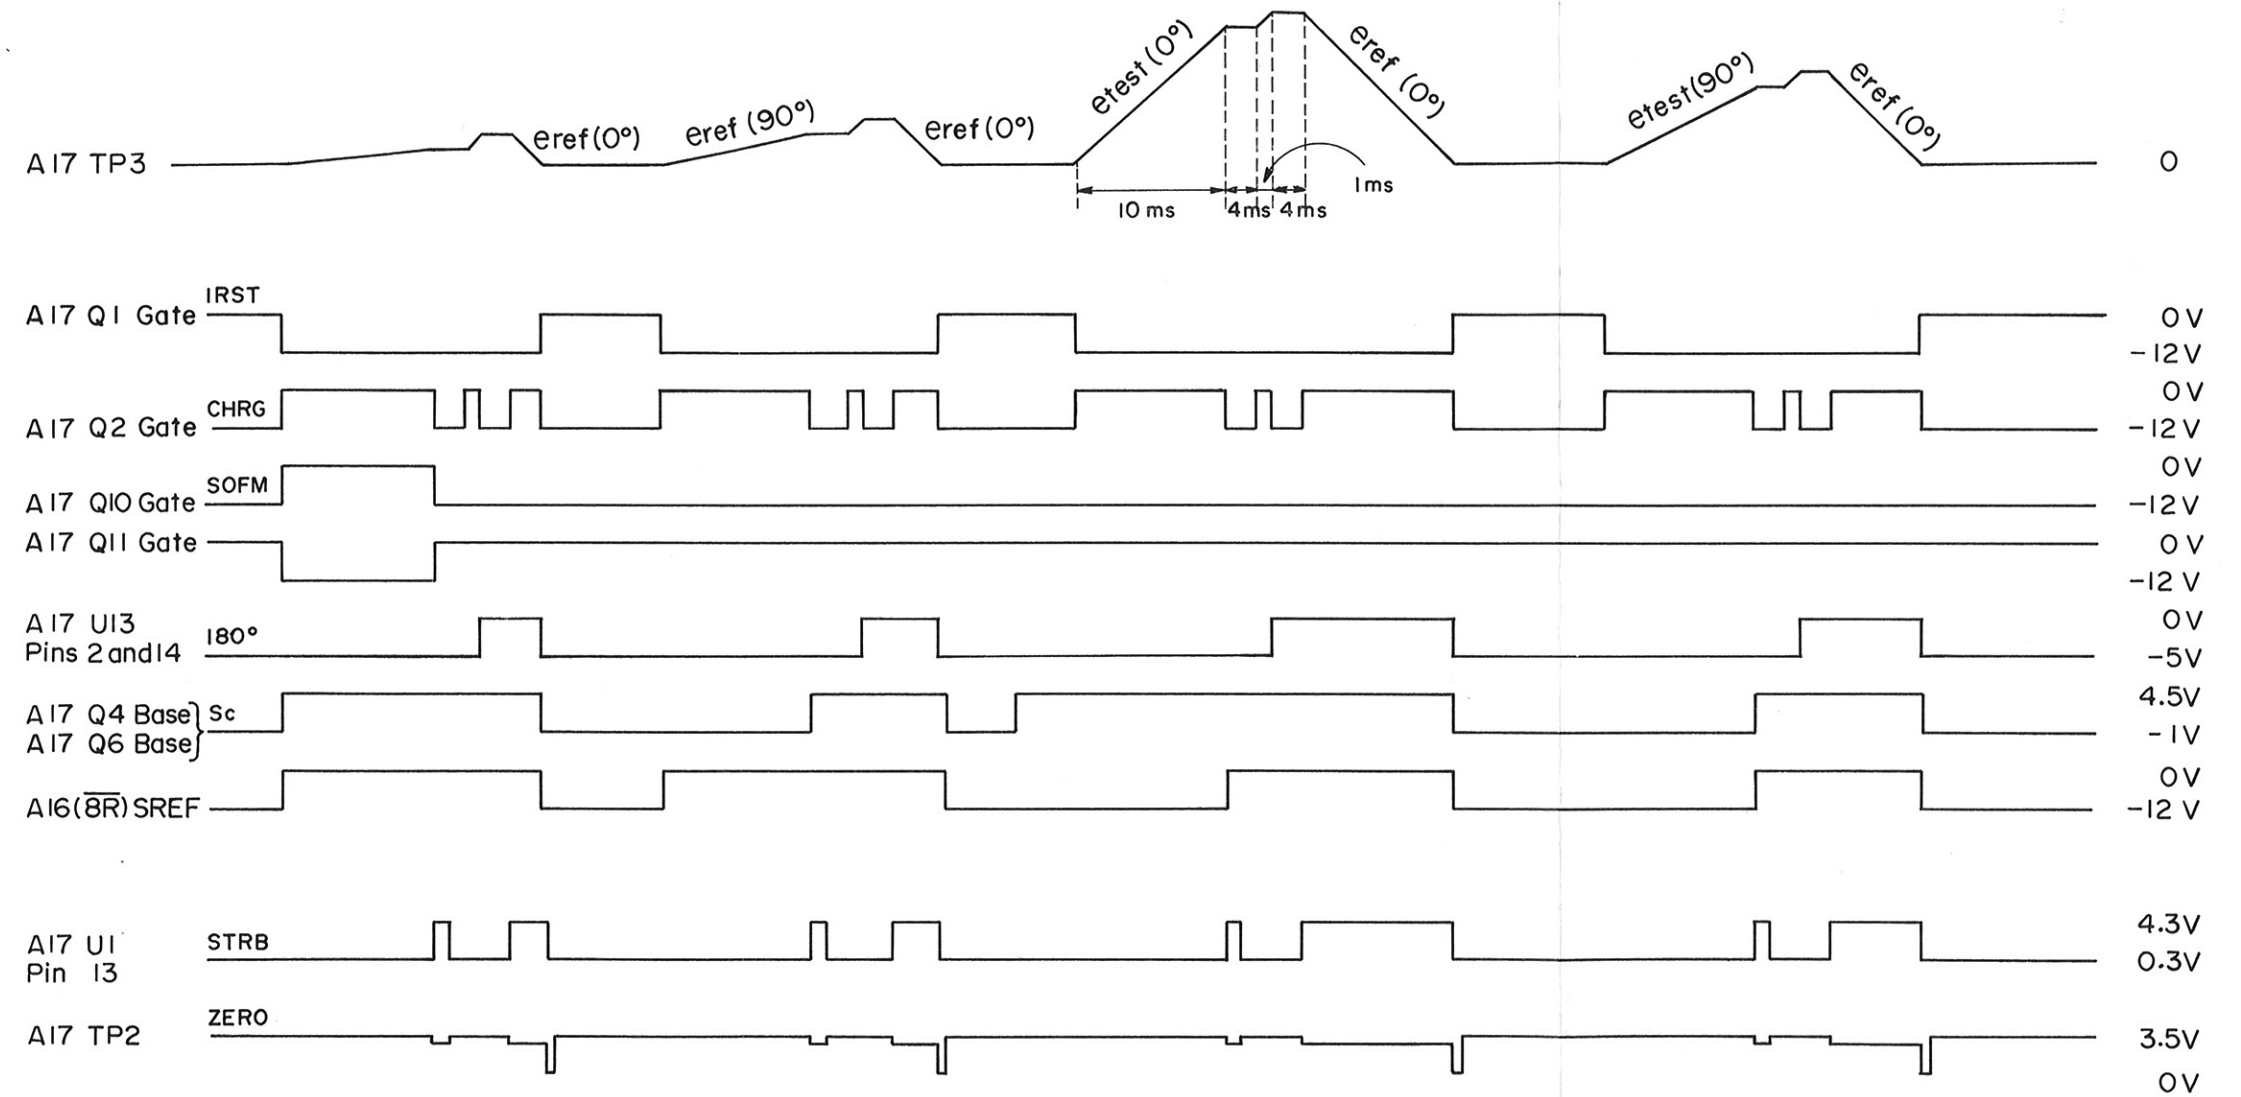 etest (0°)
eref (0°)
etest (90°)
eref (0°)
eref (0°)
eref (90°)
eref (0°)
A17 TP3
0
1ms
10 ms
4ms
4ms
IRST
A17 Q1 Gate
0V
-12V
CHRG
A17 Q2 Gate
0V
-12V
SOFM
A17 Q10 Gate
0V
-12V
A17 Q11 Gate
0V
-12V
A17 U13
Pins 2 and 14
180°
0V
-5V
A17 Q4 Base
A17 Q6 Base
Sc
4.5V
-1V
A16(8̅R̅)SREF
0V
-12V
A17 U1
Pin 13
STRB
4.3V
0.3V
ZERO
A17 TP2
3.5V
0V